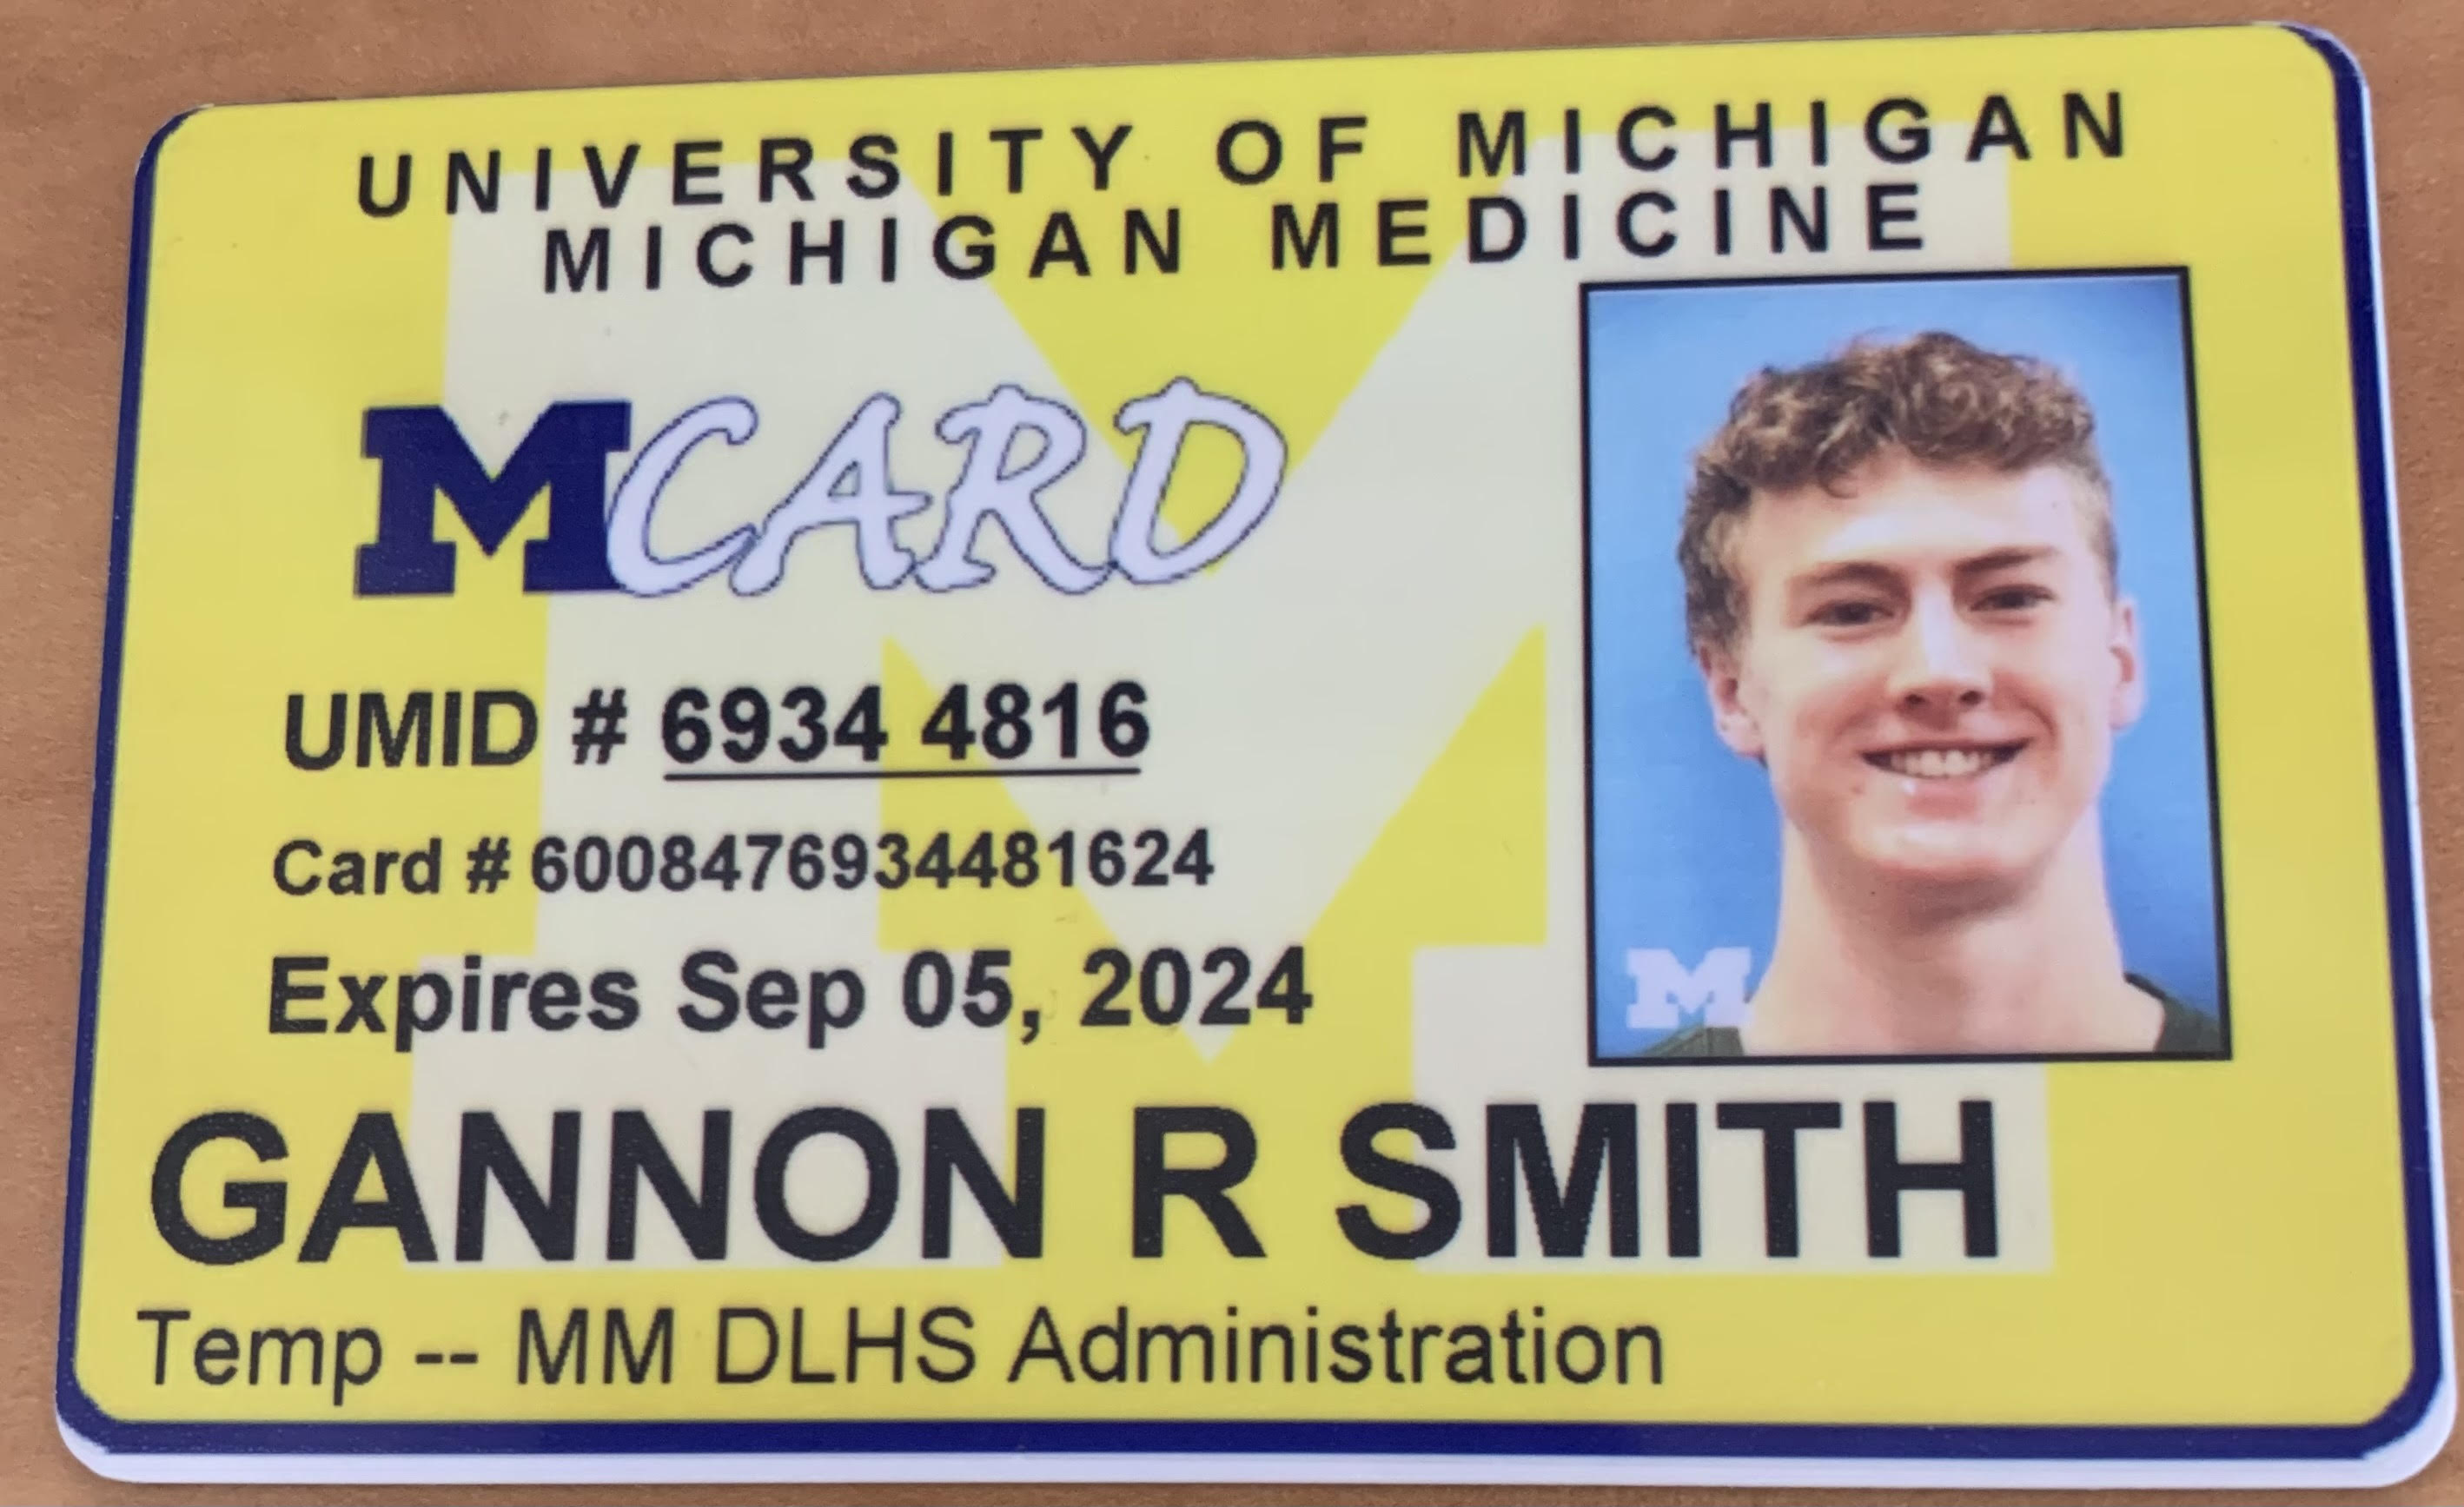 UNIVERSITY OF MICHIGAN
MICHIGAN MEDICINE
MCARD
UMID # 6934 4816
Card # 6008476934481624
Expires Sep 05, 2024
M
GANNON R SMITH
Temp -- MM DLHS Administration